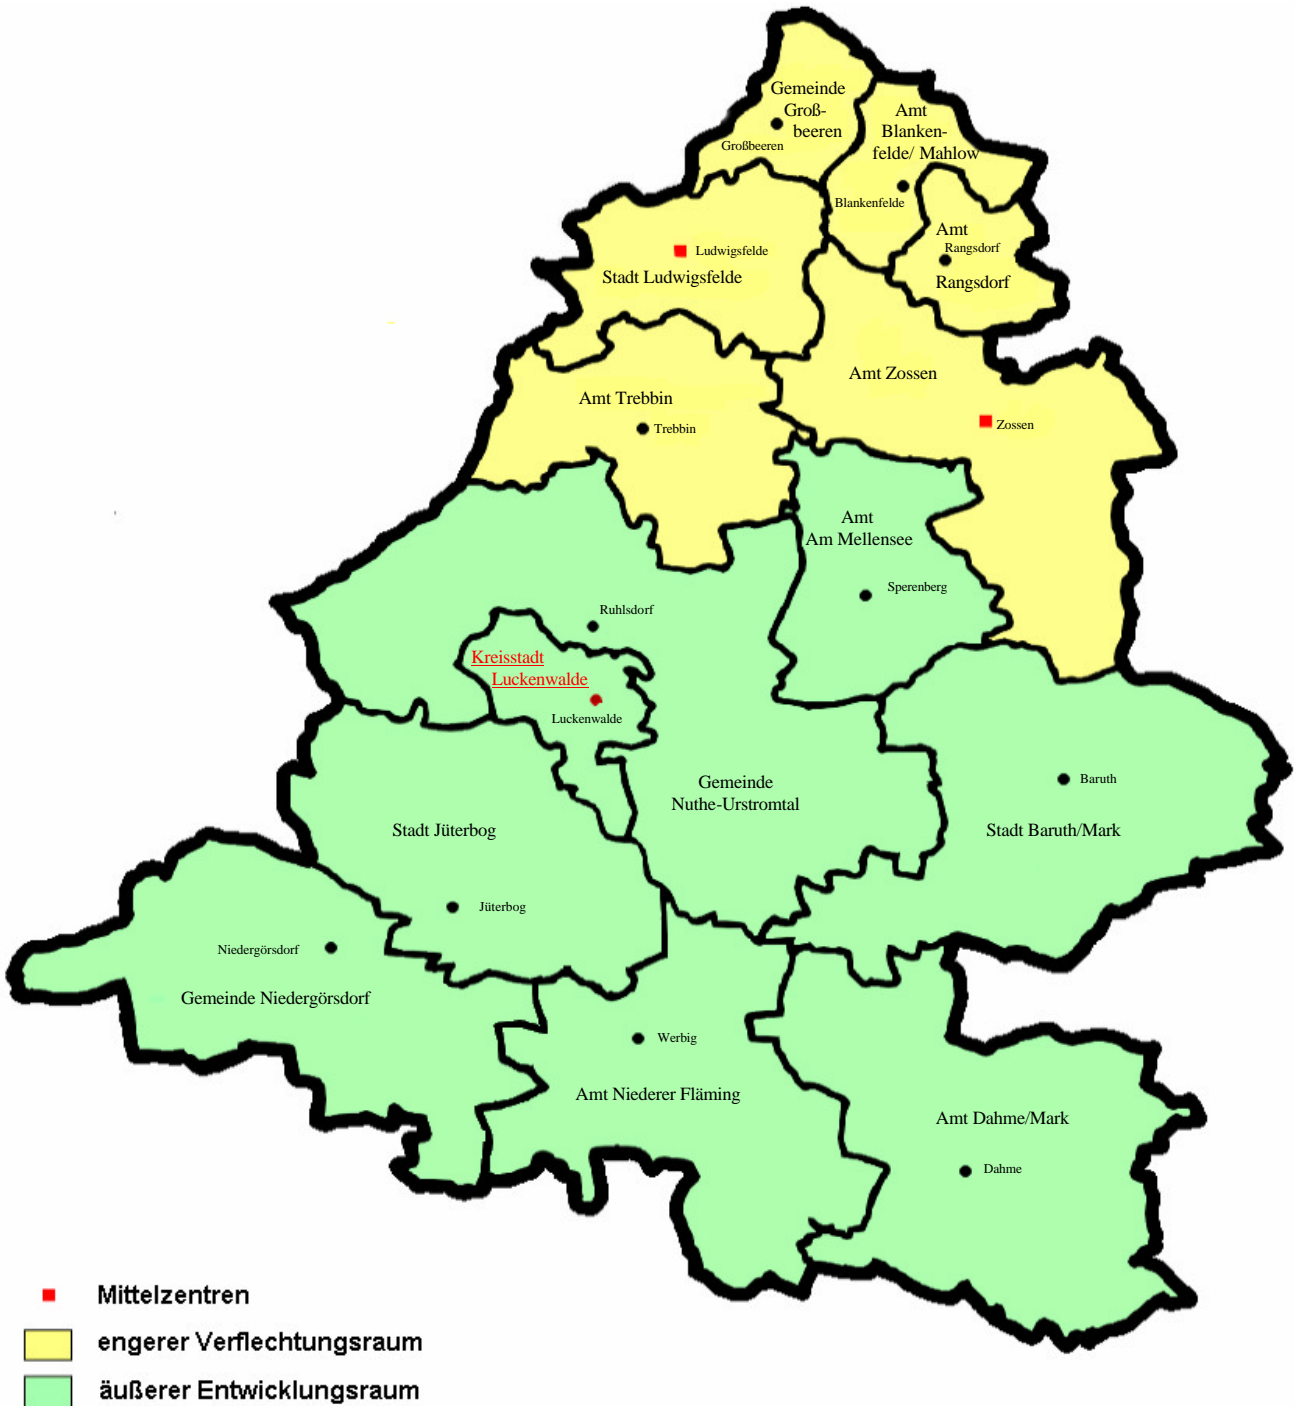 Gemeinde
Groß-
beeren
Großbeeren
Amt
Blanken-
felde/ Mahlow
Blankenfelde
Amt
Rangsdorf
Rangsdorf
Ludwigsfelde
Stadt Ludwigsfelde
Amt Zossen
Zossen
Amt Trebbin
Trebbin
Amt
Am Mellensee
Sperenberg
Ruhlsdorf
Kreisstadt
Luckenwalde
Luckenwalde
Gemeinde
Nuthe-Urstromtal
Baruth
Stadt Baruth/Mark
Stadt Jüterbog
Jüterbog
Niedergörsdorf
Gemeinde Niedergörsdorf
Werbig
Amt Niederer Fläming
Amt Dahme/Mark
Dahme
Mittelzentren
engerer Verflechtungsraum
äußerer Entwicklungsraum